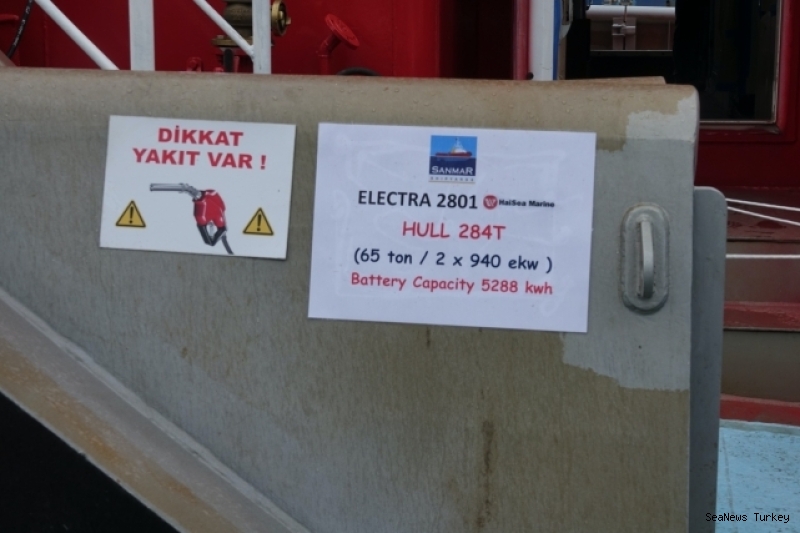 DİKKAT
YAKIT VAR !
SANMAR
SHIPYARDS
ELECTRA 2801 HaiSea Marine
HULL 284T
(65 ton / 2 x 940 ekw )
Battery Capacity 5288 kwh
SeaNews Turkey